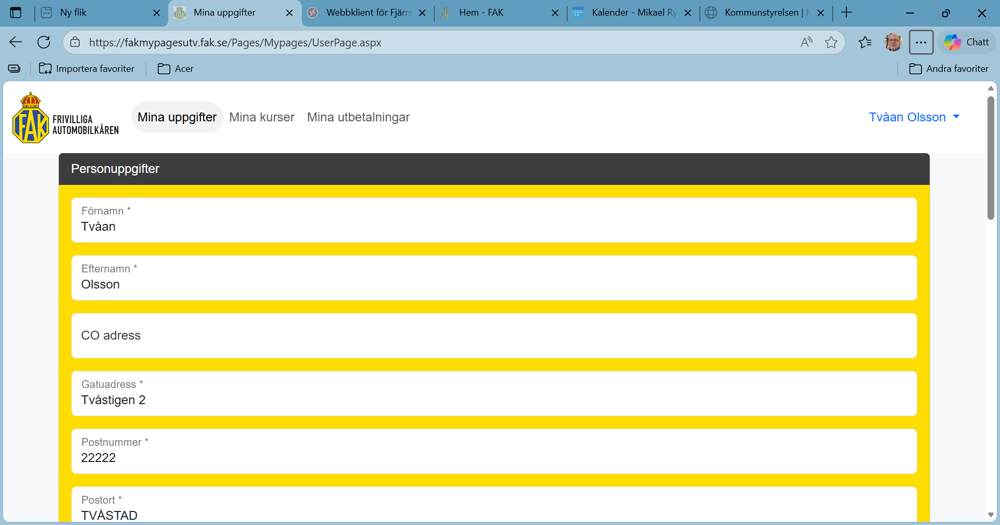 Ny flik
Mina uppgifter
Webbklient för Fjärrs
Hem - FAK
Kalender - Mikael Ry
Kommunstyrelsen |
https://fakmypagesutv.fak.se/Pages/Mypages/UserPage.aspx
Chatt
Importera favoriter
Acer
Andra favoriter
FAK
FRIVILLIGA
AUTOMOBILKÅREN
Mina uppgifter
Mina kurser
Mina utbetalningar
Tvåan Olsson
Personuppgifter
Förnamn *
Tvåan
Efternamn *
Olsson
CO adress
Gatuadress *
Tvåstigen 2
Postnummer *
22222
Postort *
TVÅSTAD